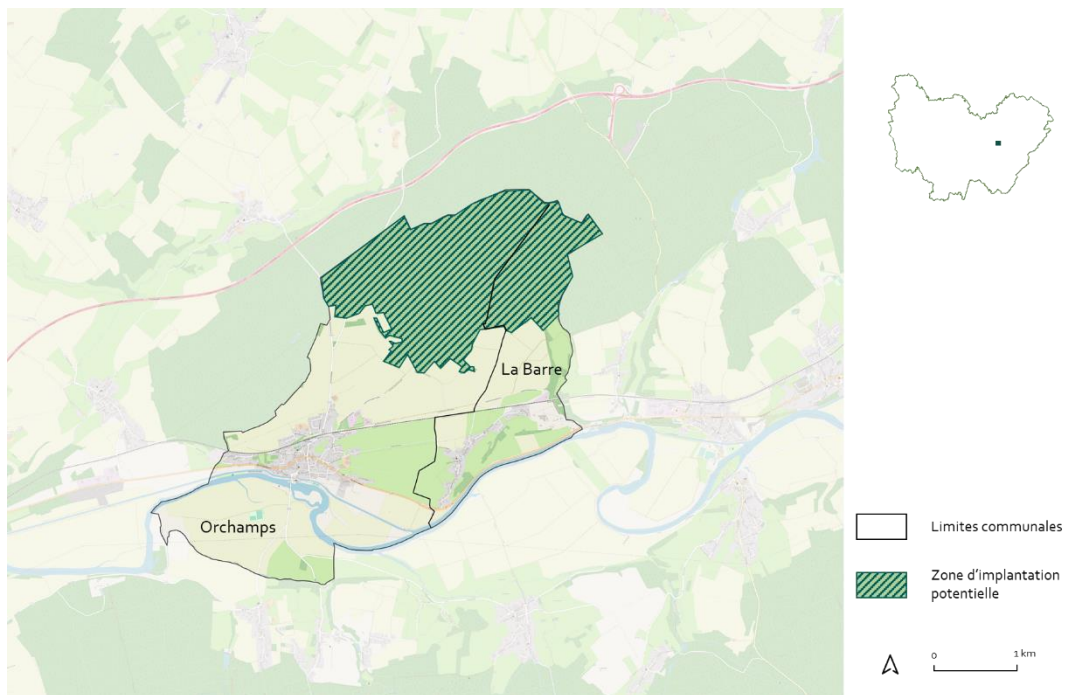 La Barre
Orchamps
Limites communales
Zone d'implantation
potentielle
0 1 km